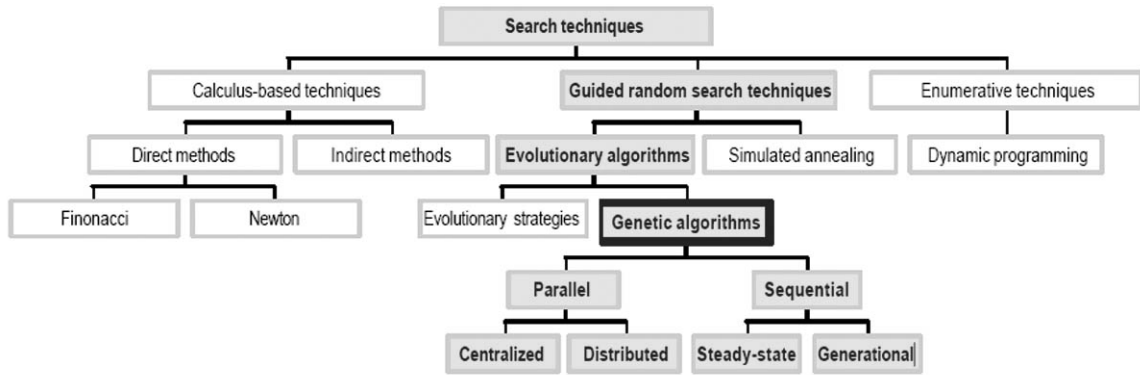 Search techniques
Calculus-based techniques
Guided random search techniques
Enumerative techniques
Direct methods
Indirect methods
Evolutionary algorithms
Simulated annealing
Dynamic programming
Finonacci
Newton
Evolutionary strategies
Genetic algorithms
Parallel
Sequential
Centralized
Distributed
Steady-state
Generational